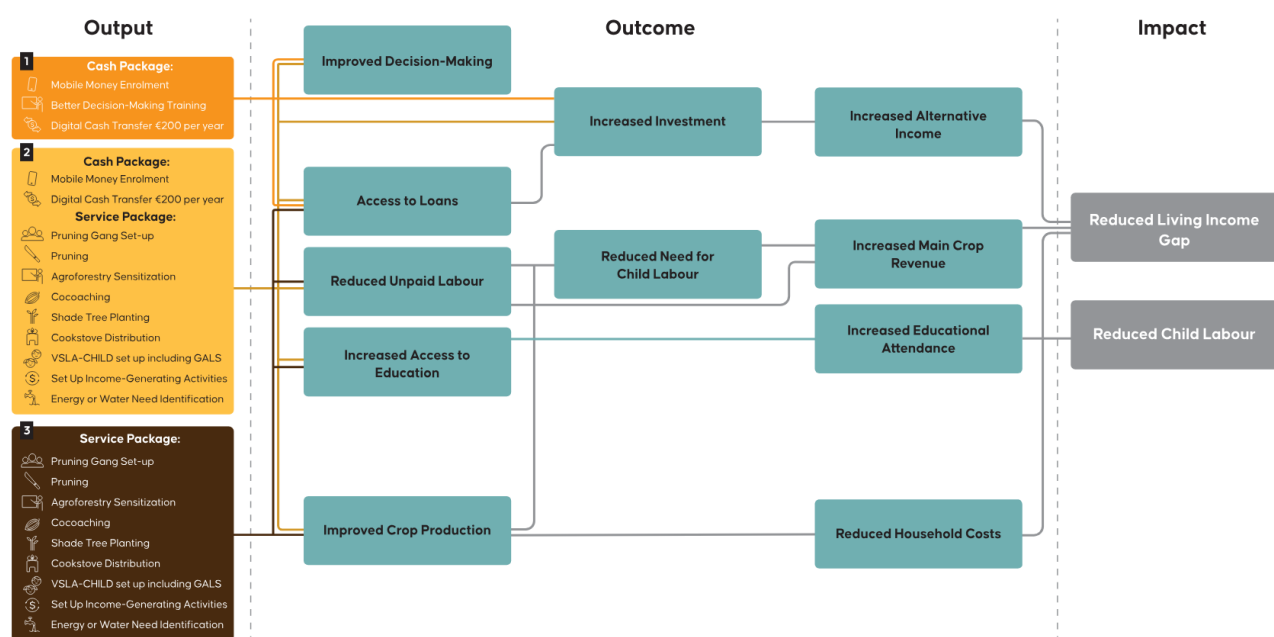 Output
Outcome
Impact
1
Cash Package:
Mobile Money Enrolment
Better Decision-Making Training
Digital Cash Transfer €200 per year
2
Cash Package:
Mobile Money Enrolment
Digital Cash Transfer €200 per year
Service Package:
Pruning Gang Set-up
Pruning
Agroforestry Sensitization
Cocoaching
Shade Tree Planting
Cookstove Distribution
VSLA-CHILD set up including GALS
Set Up Income-Generating Activities
Energy or Water Need Identification
3
Service Package:
Pruning Gang Set-up
Pruning
Agroforestry Sensitization
Cocoaching
Shade Tree Planting
Cookstove Distribution
VSLA-CHILD set up including GALS
Set Up Income-Generating Activities
Energy or Water Need Identification
Improved Decision-Making
Access to Loans
Reduced Unpaid Labour
Increased Access to
Education
Improved Crop Production
Increased Investment
Reduced Need for
Child Labour
Increased Alternative
Income
Increased Main Crop
Revenue
Increased Educational
Attendance
Reduced Household Costs
Reduced Living Income
Gap
Reduced Child Labour